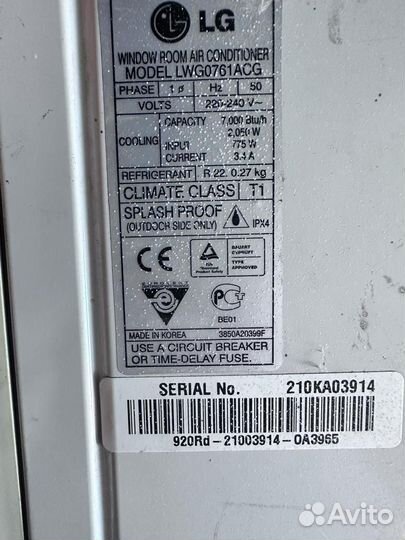 LG
WINDOW ROOM AIR CONDITIONER
MODEL LWG0761ACG
PHASE 1 ø Hz 50
VOLTS 220-240 V~
COOLING
CAPACITY 7,000 Btu/h
2,050 W
INPUT 775 W
CURRENT 3.4 A
REFRIGERANT R 22, 0.27 kg
CLIMATE CLASS T1
SPLASH PROOF
(OUTDOOR SIDE ONLY) IPX4
CE
TYPE
APPROVED
PCT
BE01
MADE IN KOREA 3850A20399F
USE A CIRCUIT BREAKER
OR TIME-DELAY FUSE.
SERIAL No. 210KA03914
920Rd-21003914-0A3965
Avito